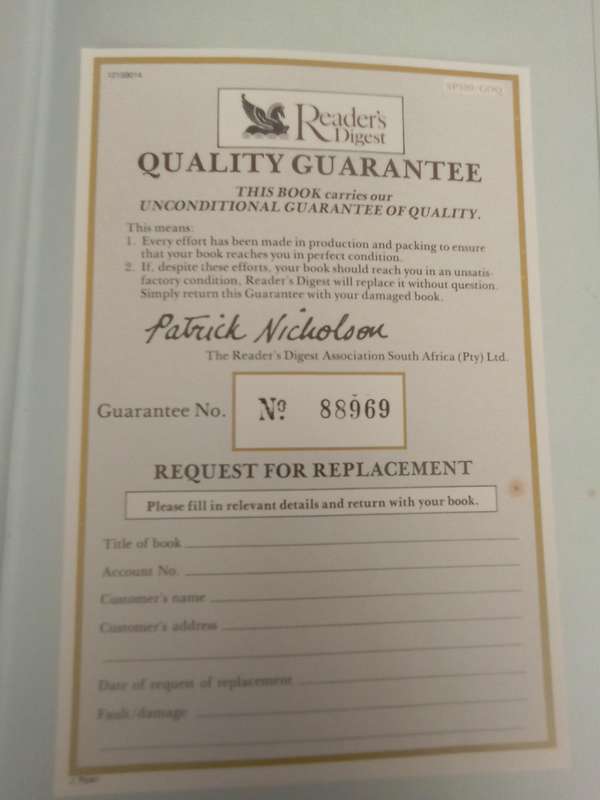 12159014
SP320/GOQ
Reader's
Digest
QUALITY GUARANTEE
THIS BOOK carries our
UNCONDITIONAL GUARANTEE OF QUALITY.
This means:
1. Every effort has been made in production and packing to ensure
that your book reaches you in perfect condition.
2. If, despite these efforts, your book should reach you in an unsatis-
factory condition, Reader's Digest will replace it without question.
Simply return this Guarantee with your damaged book.
Patrick Nicholson
The Reader's Digest Association South Africa (Pty) Ltd.
Guarantee No. Nº 88969
REQUEST FOR REPLACEMENT
Please fill in relevant details and return with your book.
Title of book
Account No.
Customer's name
Customer's address
Date of request of replacement
Fault/damage